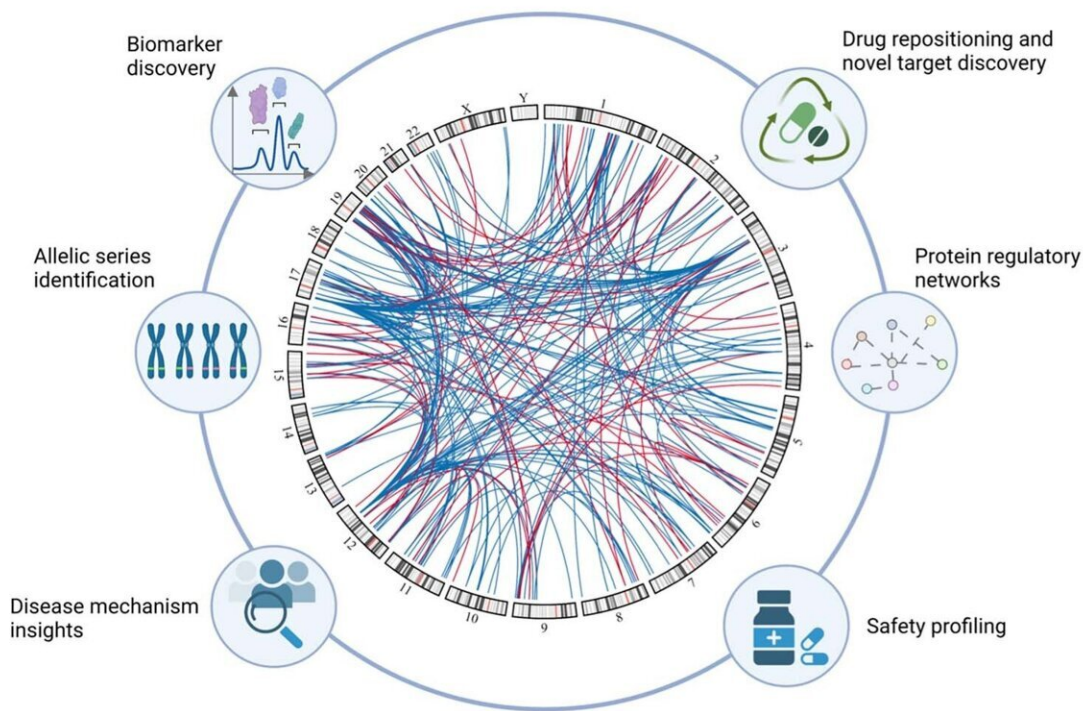 Biomarker
discovery
Drug repositioning and
novel target discovery
Allelic series
identification
Protein regulatory
networks
Disease mechanism
insights
Safety profiling
1
2
3
4
5
6
7
8
9
10
11
12
13
14
15
16
17
18
19
20
21
22
X
Y